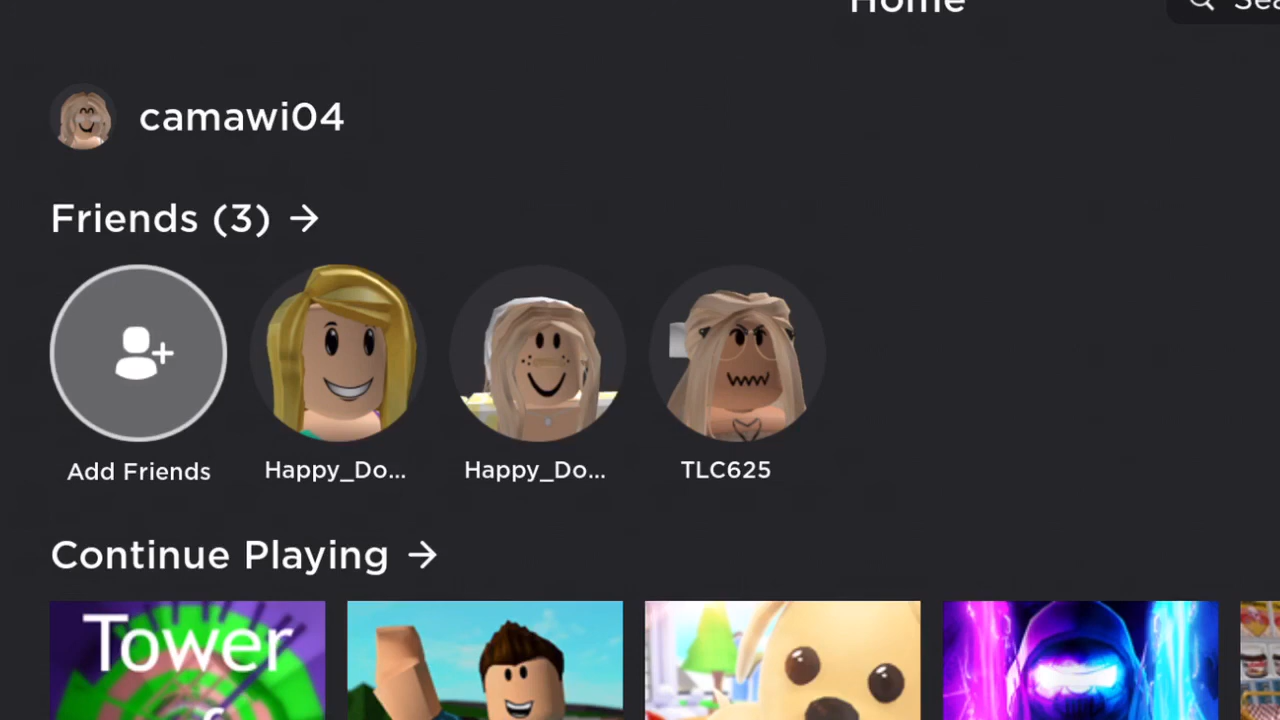 Home
camawi04
Friends (3) →
Add Friends
Happy_Do...
Happy_Do...
TLC625
Continue Playing →
Tower